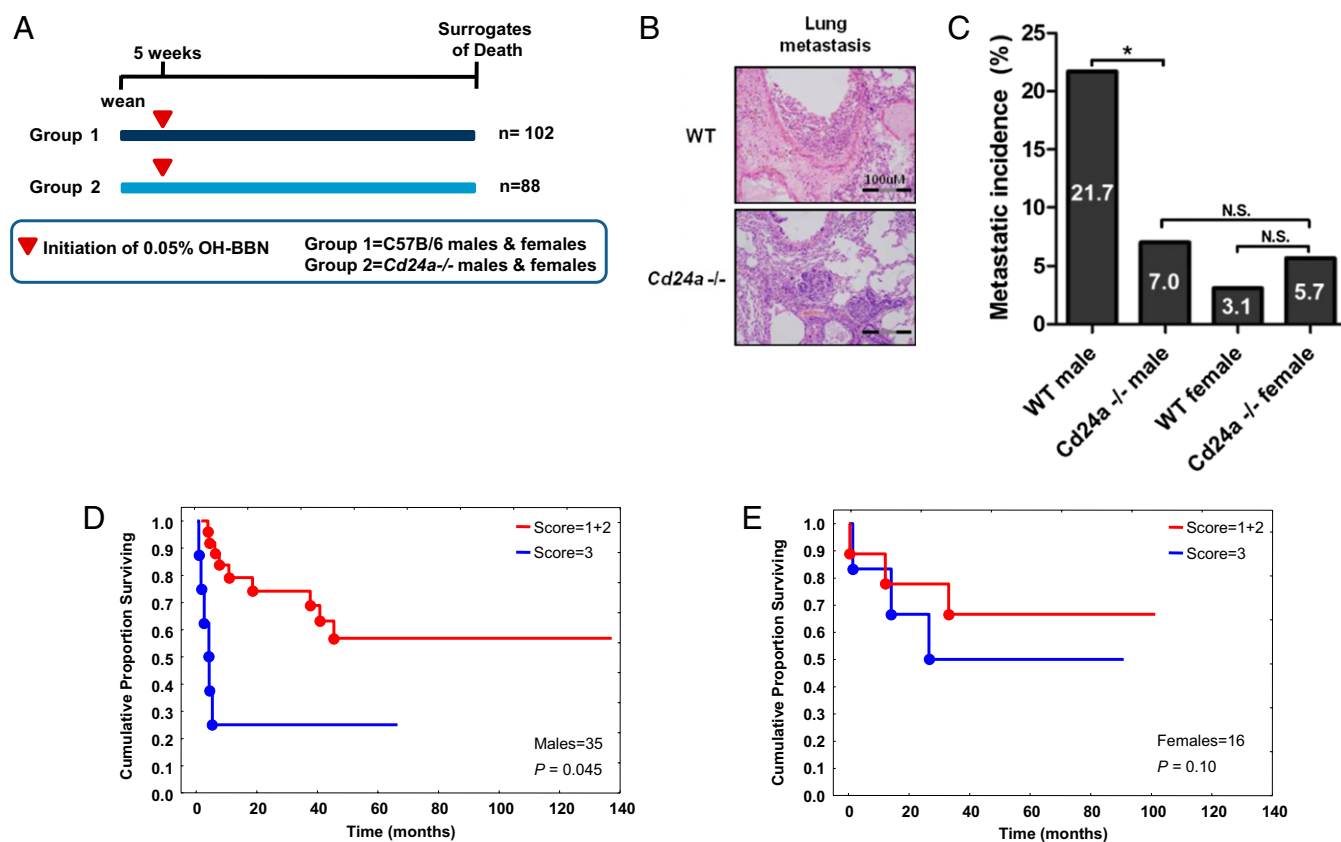 A
Surrogates
of Death
5 weeks
wean
Group 1
n= 102
Group 2
n=88
Initiation of 0.05% OH-BBN
Group 1=C57B/6 males & females
Group 2=Cd24a-/- males & females
B
Lung
metastasis
WT
100uM
Cd24a -/-
C
Metastatic incidence (%)
25
20
15
10
5
0
*
N.S.
N.S.
21.7
7.0
3.1
5.7
WT male
Cd24a -/- male
WT female
Cd24a -/- female
D
Cumulative Proportion Surviving
1.0
0.9
0.8
0.7
0.6
0.5
0.4
0.3
0.2
0.1
0.0
Score=1+2
Score=3
Males=35
P = 0.045
0 20 40 60 80 100 120 140
Time (months)
E
Cumulative Proportion Surviving
1.0
0.9
0.8
0.7
0.6
0.5
0.4
0.3
0.2
0.1
0.0
Score=1+2
Score=3
Females=16
P = 0.10
0 20 40 60 80 100 120 140
Time (months)